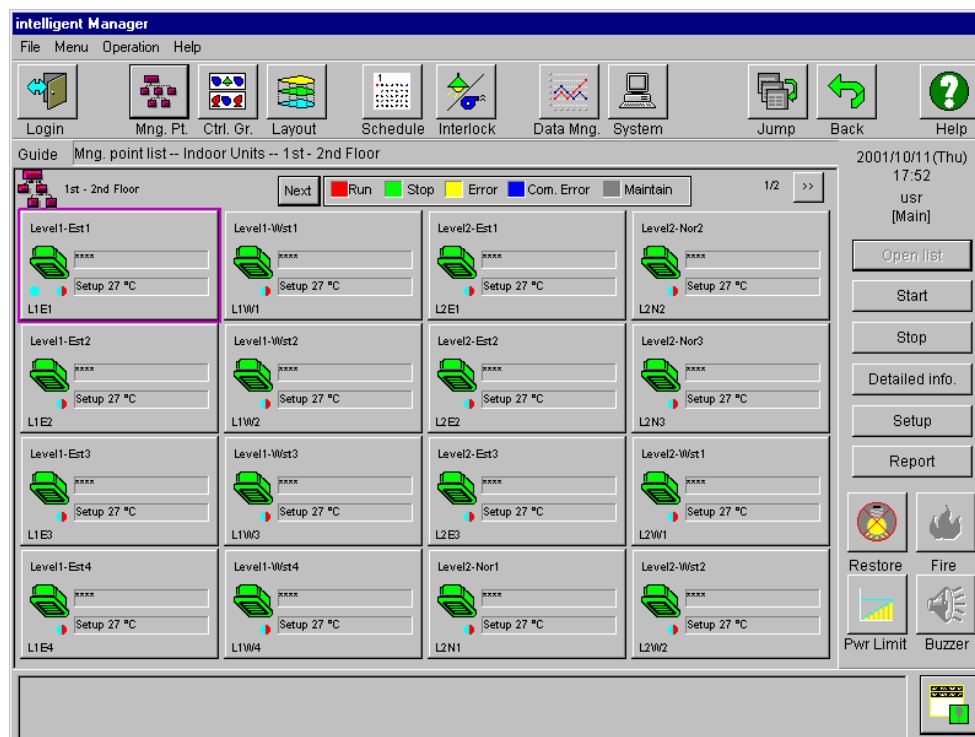 intelligent Manager
File Menu Operation Help
Login Mng. Pt. Ctrl. Gr. Layout Schedule Interlock Data Mng. System Jump Back Help
Guide Mng. point list -- Indoor Units -- 1st - 2nd Floor
2001/10/11(Thu)
17:52
usr
[Main]
1st - 2nd Floor Next Run Stop Error Com. Error Maintain 1/2 >>
Level1-Est1 Level1-Wst1 Level2-Est1 Level2-Nor2
**** **** **** ****
Setup 27 °C Setup 27 °C Setup 27 °C Setup 27 °C
L1E1 L1W1 L2E1 L2N2
Level1-Est2 Level1-Wst2 Level2-Est2 Level2-Nor3
**** **** **** ****
Setup 27 °C Setup 27 °C Setup 27 °C Setup 27 °C
L1E2 L1W2 L2E2 L2N3
Level1-Est3 Level1-Wst3 Level2-Est3 Level2-Wst1
**** **** **** ****
Setup 27 °C Setup 27 °C Setup 27 °C Setup 27 °C
L1E3 L1W3 L2E3 L2W1
Level1-Est4 Level1-Wst4 Level2-Nor1 Level2-Wst2
**** **** **** ****
Setup 27 °C Setup 27 °C Setup 27 °C Setup 27 °C
L1E4 L1W4 L2N1 L2W2
Open list
Start
Stop
Detailed info.
Setup
Report
Restore Fire
Pwr Limit Buzzer